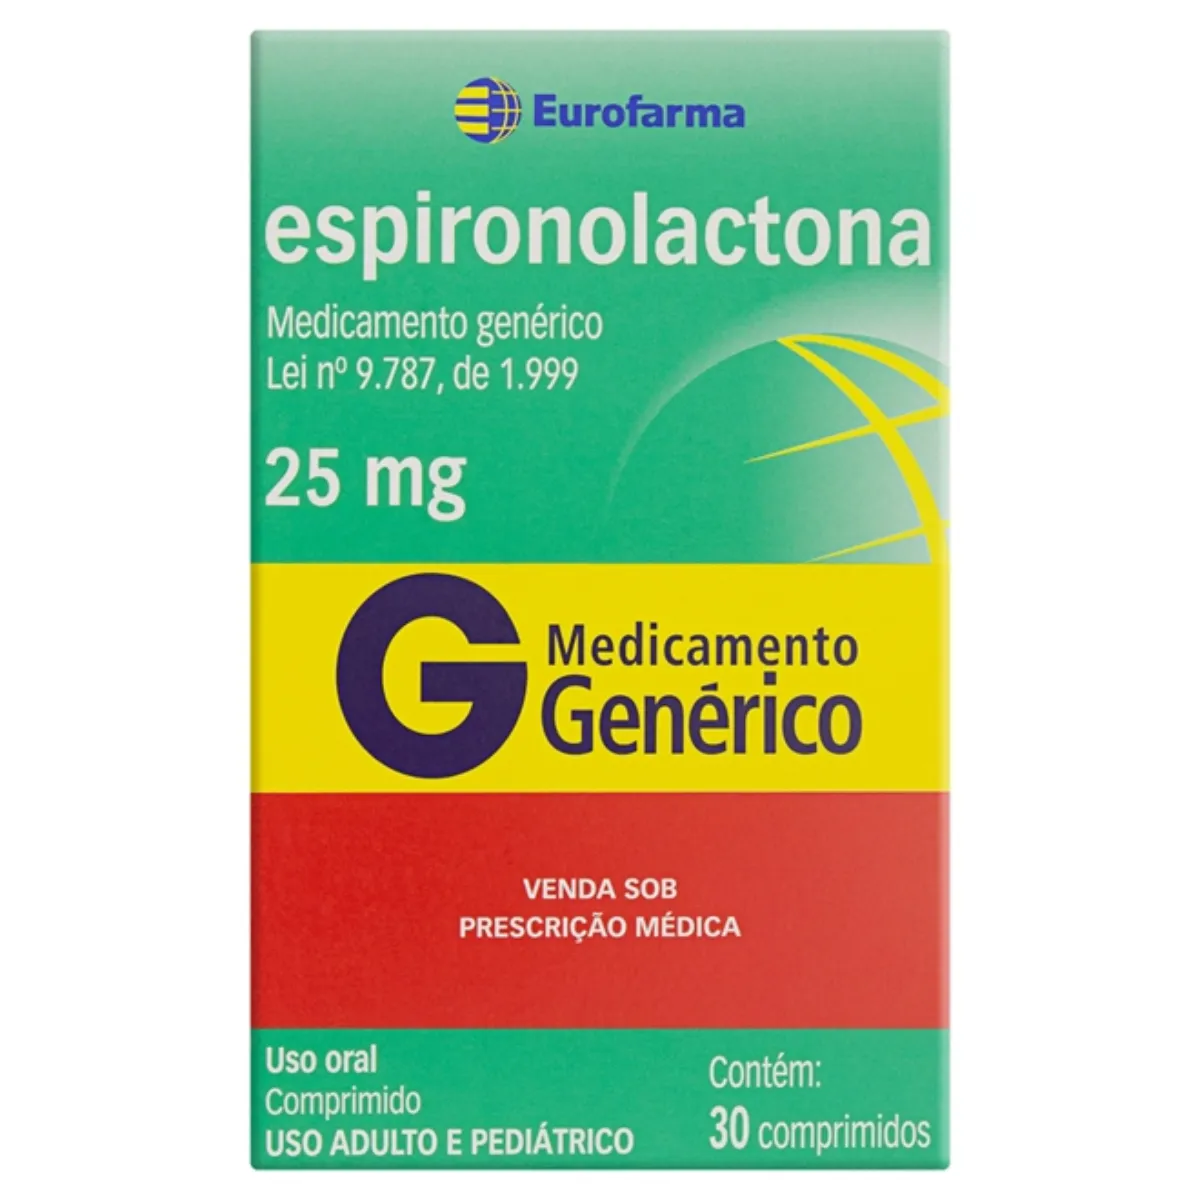 Eurofarma
espironolactona
Medicamento genérico
Lei nº 9.787, de 1.999
25 mg
G Medicamento
Genérico
VENDA SOB
PRESCRIÇÃO MÉDICA
Uso oral
Comprimido
USO ADULTO E PEDIÁTRICO
Contém:
30 comprimidos